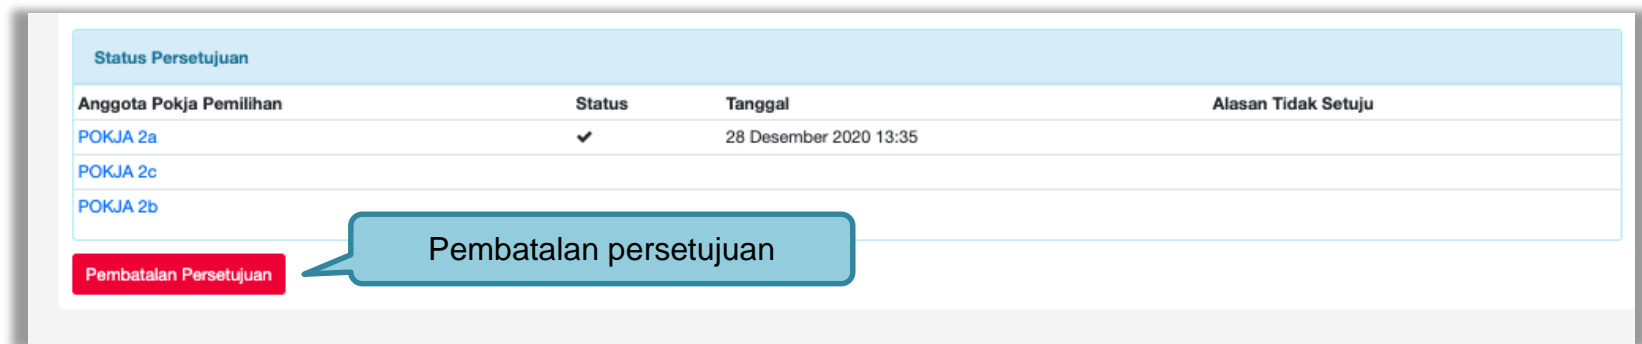 Status Persetujuan
Anggota Pokja Pemilihan Status Tanggal Alasan Tidak Setuju
POKJA 2a ✔ 28 Desember 2020 13:35
POKJA 2c
POKJA 2b
Pembatalan persetujuan
Pembatalan Persetujuan